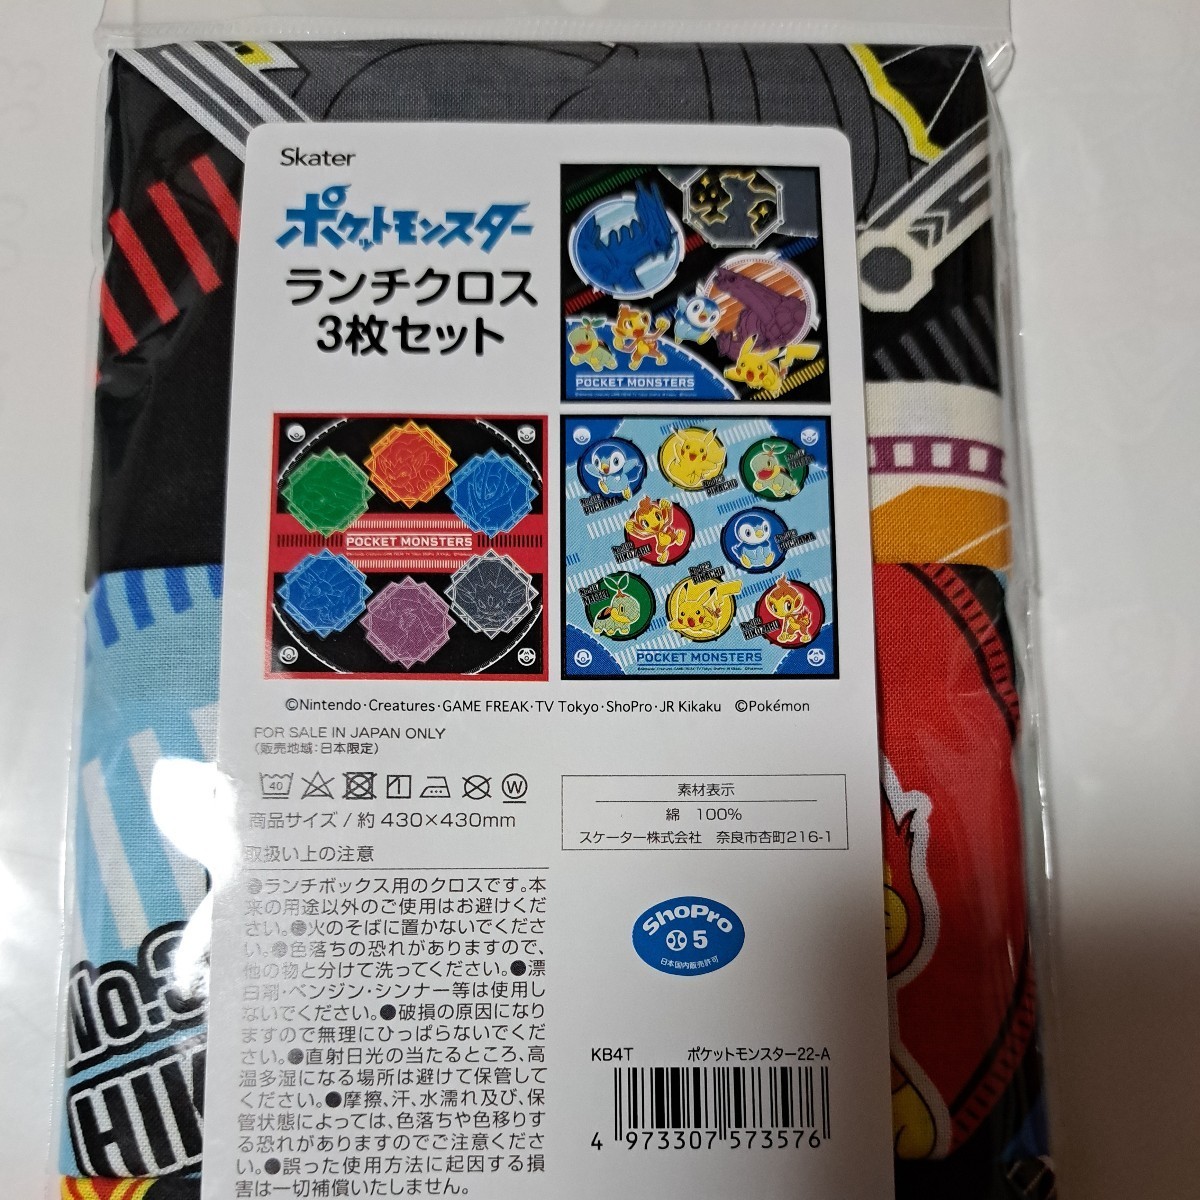 Skater
ポケットモンスター
ランチクロス
3枚セット
POCKET MONSTERS
POCKET MONSTERS
POCHAMA
PIKACHU
HIKOZARU
PIKACHU
POCHAMA
HIKOZARU
POCKET MONSTERS
©Nintendo・Creatures・GAME FREAK・TV Tokyo・ShoPro・JR Kikaku ©Pokémon
FOR SALE IN JAPAN ONLY
(販売地域:日本限定)
40
W
商品サイズ / 約 430×430mm
素材表示
綿 100%
スケーター株式会社 奈良市杏町216-1
取扱い上の注意
●ランチボックス用のクロスです。本
来の用途以外のご使用はお避けくだ
さい。●火のそばに置かないでくださ
い。●色落ちの恐れがありますので、
他の物と分けて洗ってください。●漂
白剤・ベンジン・シンナー等は使用し
ないでください。●破損の原因になり
ますので無理にひっぱらないでくだ
さい。●直射日光の当たるところ、高
温多湿になる場所は避けて保管して
ください。●摩擦、汗、水濡れ及び、保
管状態によっては、色落ちや色移りす
る恐れがありますのでご注意くださ
い。●誤った使用方法に起因する損
害は一切補償いたしません。
ShoPro
5
日本国内販売許可
KB4T ポケットモンスター22-A
4 973307 573576
No.3
HI